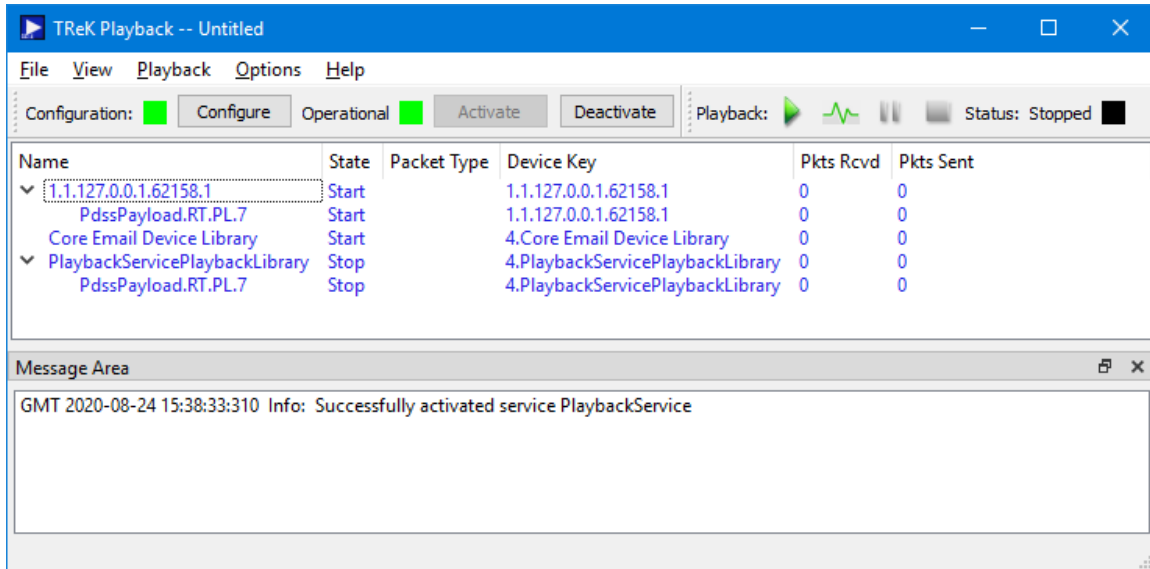 TReK Playback -- Untitled
File View Playback Options Help
Configuration: Configure Operational Activate Deactivate Playback: Status: Stopped
Name State Packet Type Device Key Pkts Rcvd Pkts Sent
1.1.127.0.0.1.62158.1 Start 1.1.127.0.0.1.62158.1 0 0
PdssPayload.RT.PL.7 Start 1.1.127.0.0.1.62158.1 0 0
Core Email Device Library Start 4.Core Email Device Library 0 0
PlaybackServicePlaybackLibrary Stop 4.PlaybackServicePlaybackLibrary 0 0
PdssPayload.RT.PL.7 Stop 4.PlaybackServicePlaybackLibrary 0 0
Message Area
GMT 2020-08-24 15:38:33:310 Info: Successfully activated service PlaybackService